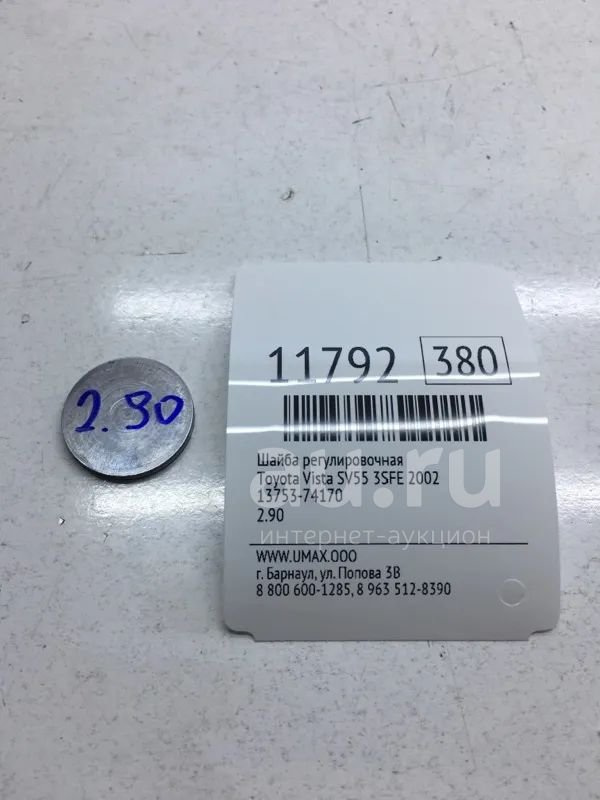 11792 380
Шайба регулировочная
Toyota Vista SV55 3SFE 2002
13753-74170
2.90
WWW.UMAX.OOO
г. Барнаул, ул. Попова 3В
8 800 600-1285, 8 963 512-8390
2.90
au.ru
интернет-аукцион